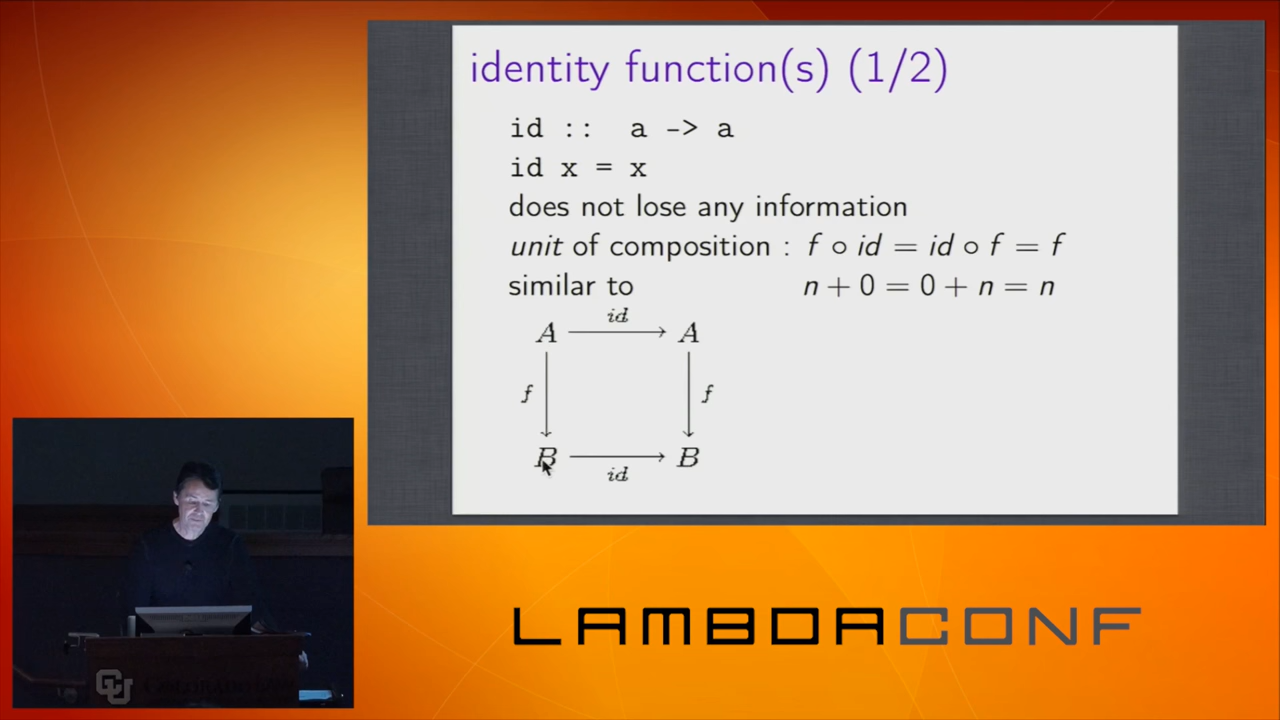 identity function(s) (1/2)
id :: a -> a
id x = x
does not lose any information
unit of composition : f ∘ id = id ∘ f = f
similar to n + 0 = 0 + n = n
A id A
f f
B id B
LAMBDACONF
CU